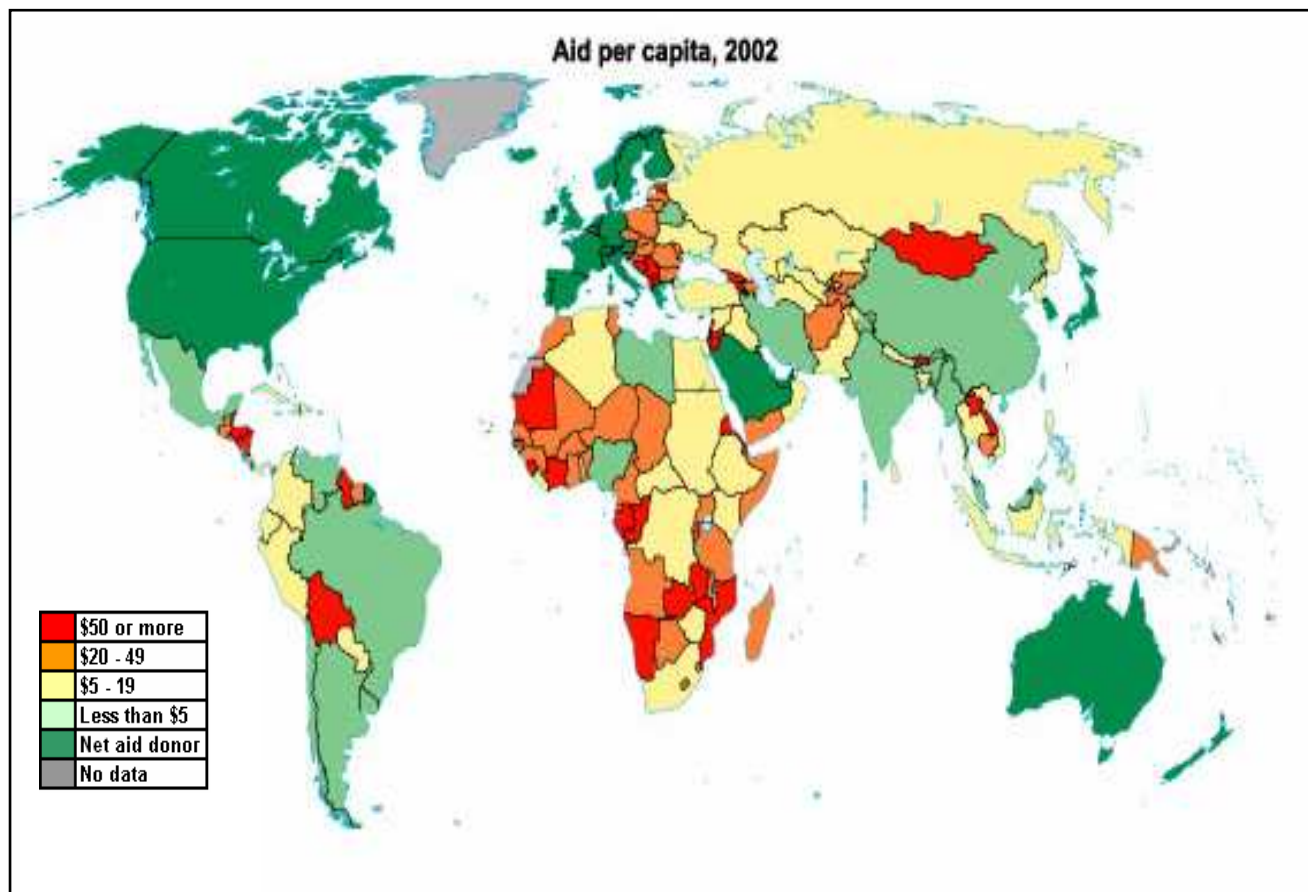 Aid per capita, 2002
$50 or more
$20 - 49
$5 - 19
Less than $5
Net aid donor
No data